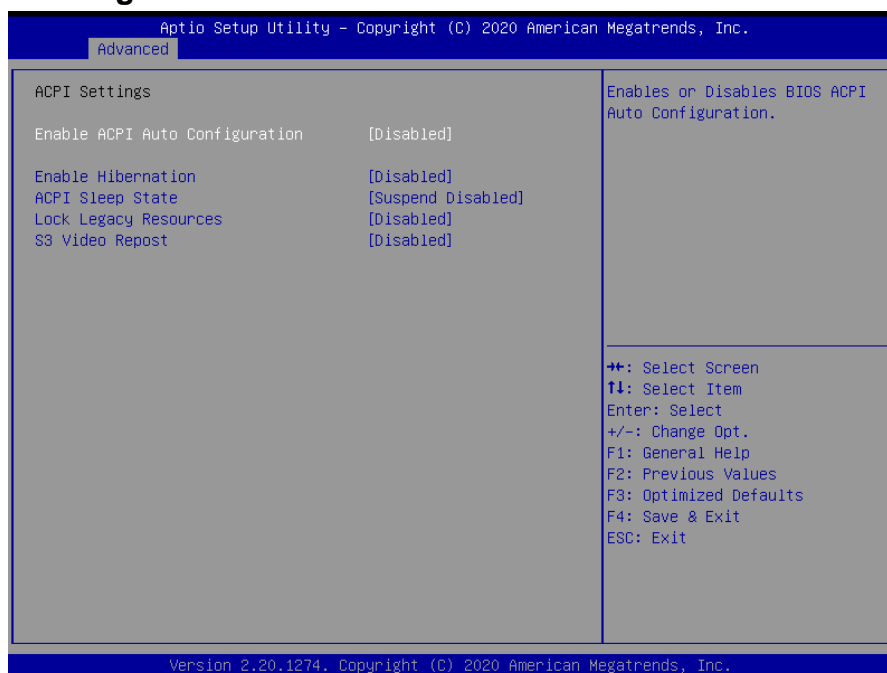 Aptio Setup Utility – Copyright (C) 2020 American Megatrends, Inc.
Advanced
ACPI Settings
Enable ACPI Auto Configuration [Disabled]
Enable Hibernation [Disabled]
ACPI Sleep State [Suspend Disabled]
Lock Legacy Resources [Disabled]
S3 Video Repost [Disabled]
Enables or Disables BIOS ACPI
Auto Configuration.
→←: Select Screen
↑↓: Select Item
Enter: Select
+/-: Change Opt.
F1: General Help
F2: Previous Values
F3: Optimized Defaults
F4: Save & Exit
ESC: Exit
Version 2.20.1274. Copyright (C) 2020 American Megatrends, Inc.